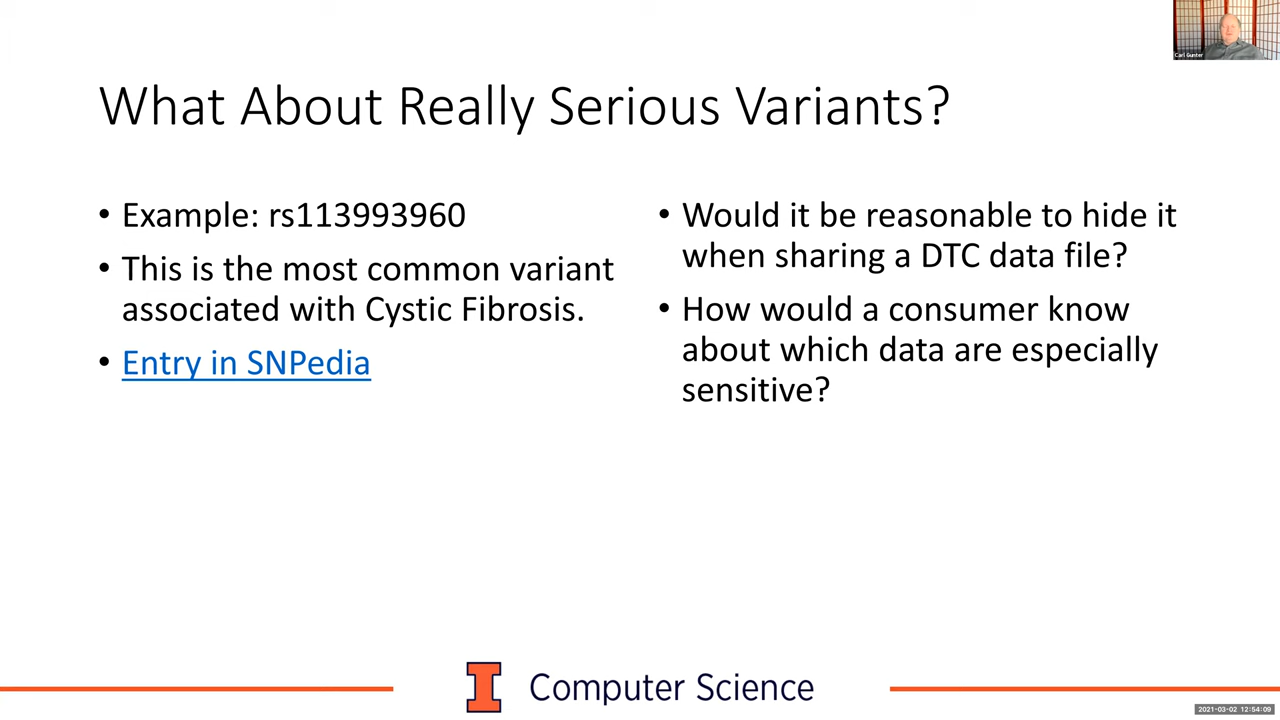 Carl Gunter
What About Really Serious Variants?
• Example: rs113993960
• This is the most common variant
associated with Cystic Fibrosis.
• Entry in SNPedia
• Would it be reasonable to hide it
when sharing a DTC data file?
• How would a consumer know
about which data are especially
sensitive?
I Computer Science
2021-03-02 12:54:09